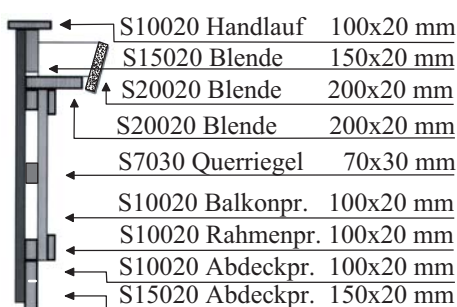 S10020 Handlauf 100x20 mm
S15020 Blende 150x20 mm
S20020 Blende 200x20 mm
S20020 Blende 200x20 mm
S7030 Querriegel 70x30 mm
S10020 Balkonpr. 100x20 mm
S10020 Rahmenpr. 100x20 mm
S10020 Abdeckpr. 100x20 mm
S15020 Abdeckpr. 150x20 mm